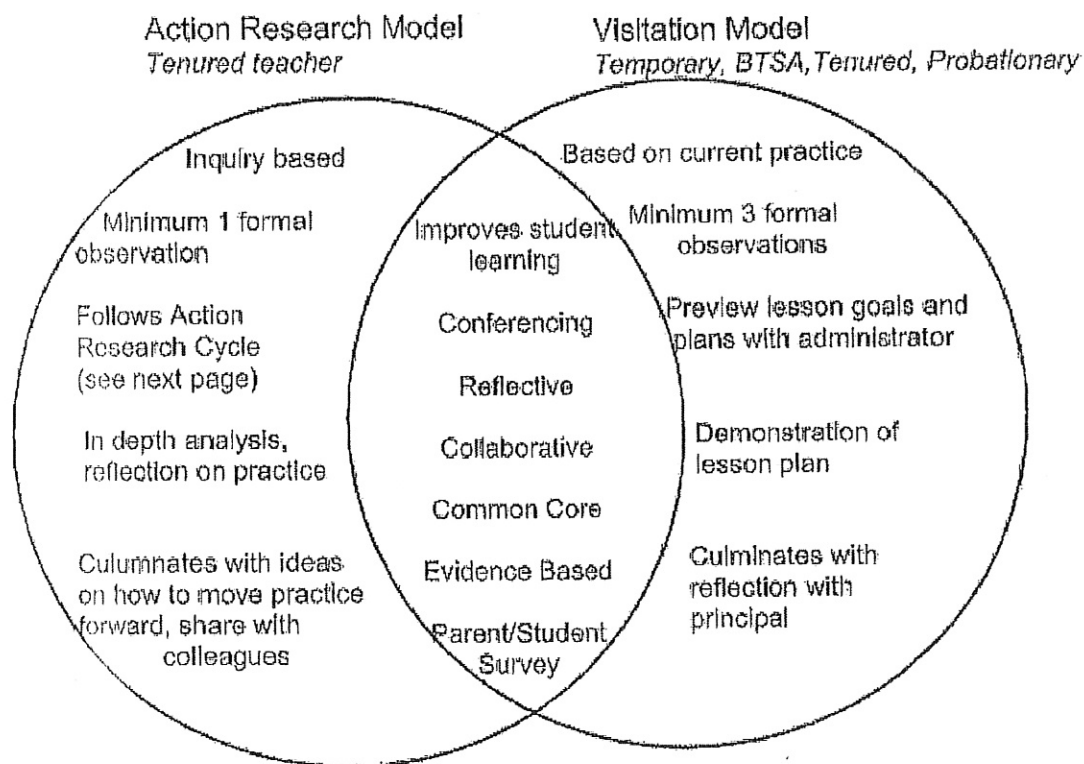 Action Research Model
Tenured teacher
Visitation Model
Temporary, BTSA, Tenured, Probationary
Inquiry based
Minimum 1 formal
observation
Follows Action
Research Cycle
(see next page)
In depth analysis,
reflection on practice
Culumnates with ideas
on how to move practice
forward, share with
colleagues
Improves student
learning
Conferencing
Reflective
Collaborative
Common Core
Evidence Based
Parent/Student
Survey
Based on current practice
Minimum 3 formal
observations
Preview lesson goals and
plans with administrator
Demonstration of
lesson plan
Culminates with
reflection with
principal